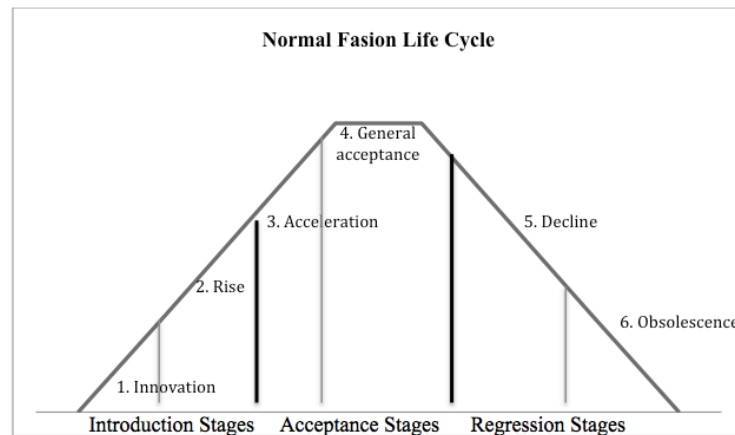 Normal Fasion Life Cycle
4. General
acceptance
3. Acceleration
5. Decline
2. Rise
6. Obsolescence
1. Innovation
Introduction Stages
Acceptance Stages
Regression Stages